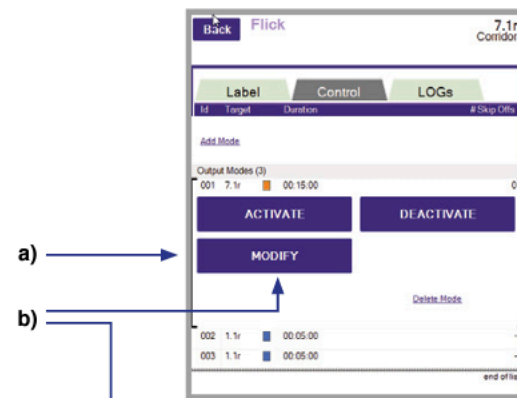 Back Flick 7.1r
Corridor
Label Control LOGs
Id Target Duration # Skip Offs
Add Mode
Output Modes (3)
001 7.1r 00:15:00 0
ACTIVATE DEACTIVATE
a)
MODIFY
Delete Mode
b)
002 1.1r 00:05:00 -
003 1.1r 00:05:00 -
end of lis